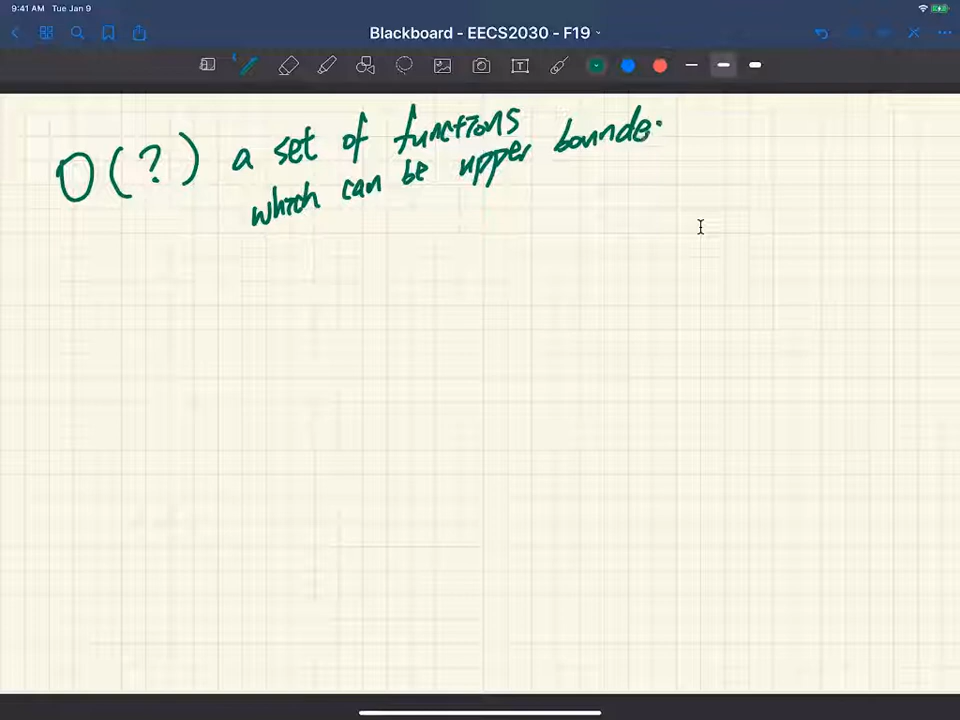 9:41 AM Tue Jan 9
Blackboard - EECS2030 - F19
O(?) a set of functions
which can be upper bounde.